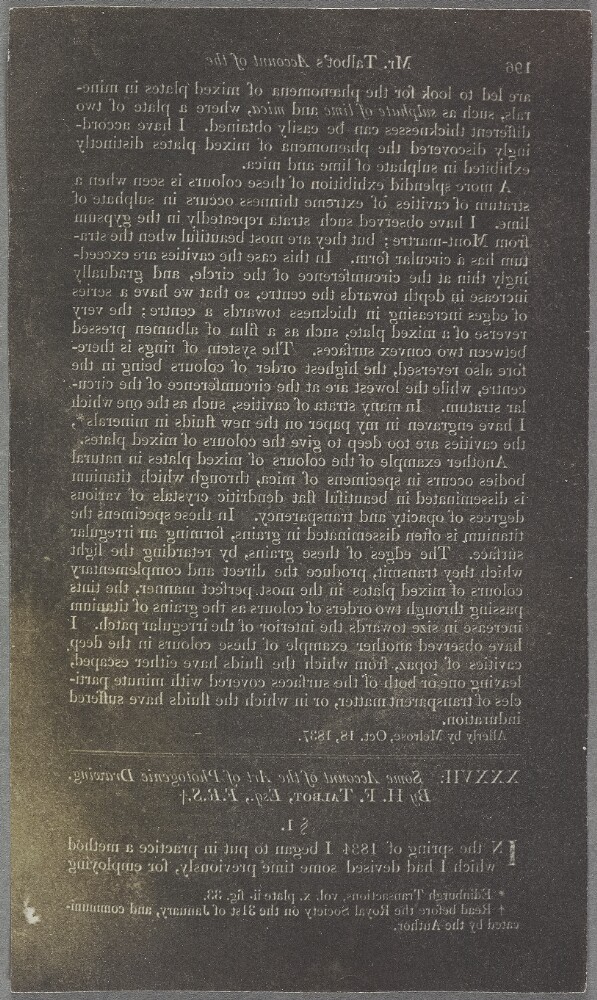 196 Mr. Talbot's Account of the
are led to look for the phænomena of mixed plates in mine-
rals, such as sulphate of lime and mica, where a plate of two
different thicknesses can be easily obtained. I have accord-
ingly discovered the phænomena of mixed plates distinctly
exhibited in sulphate of lime and mica.
A more splendid exhibition of these colours is seen when a
stratum of cavities of extreme thinness occurs in sulphate of
lime. I have observed such strata repeatedly in the gypsum
from Mont-martre; but they are most beautiful when the stra-
tum has a circular form. In this case the cavities are exceed-
ingly thin at the circumference of the circle, and gradually
increase in depth towards the centre, so that we have a series
of edges increasing in thickness towards a centre; the very
reverse of a mixed plate, such as a film of albumen pressed
between two convex surfaces. The system of rings is there-
fore also reversed, the highest order of colours being in the
centre, while the lowest are at the circumference of the circu-
lar stratum. In many strata of cavities, such as the one which
I have engraven in my paper on the new fluids in minerals*,
the cavities are too deep to give the colours of mixed plates.
Another example of the colours of mixed plates in natural
bodies occurs in specimens of mica, through which titanium
is disseminated in beautiful flat dendritic crystals of various
degrees of opacity and transparency. In these specimens the
titanium is often disseminated in grains, forming an irregular
surface. The edges of these grains, by retarding the light
which they transmit, produce the direct and complementary
colours of mixed plates in the most perfect manner, the tints
passing through two orders of colours as the grains of titanium
increase in size towards the interior of the irregular patch. I
have observed another example of these colours in the deep
cavities of topaz, from which the fluids have either escaped,
leaving one or both of the surfaces covered with minute parti-
cles of transparent matter, or in which the fluids have suffered
induration.
Allerly by Melrose, Oct. 18, 1837.
XXXVII. Some Account of the Art of Photogenic Drawing.
By H. F. Talbot, Esq., F.R.S.†
§ 1.
IN the spring of 1834 I began to put in practice a method
which I had devised some time previously, for employing
* Edinburgh Transactions, vol. x. plate ii. fig. 33.
† Read before the Royal Society on the 31st of January, and communi-
cated by the Author.